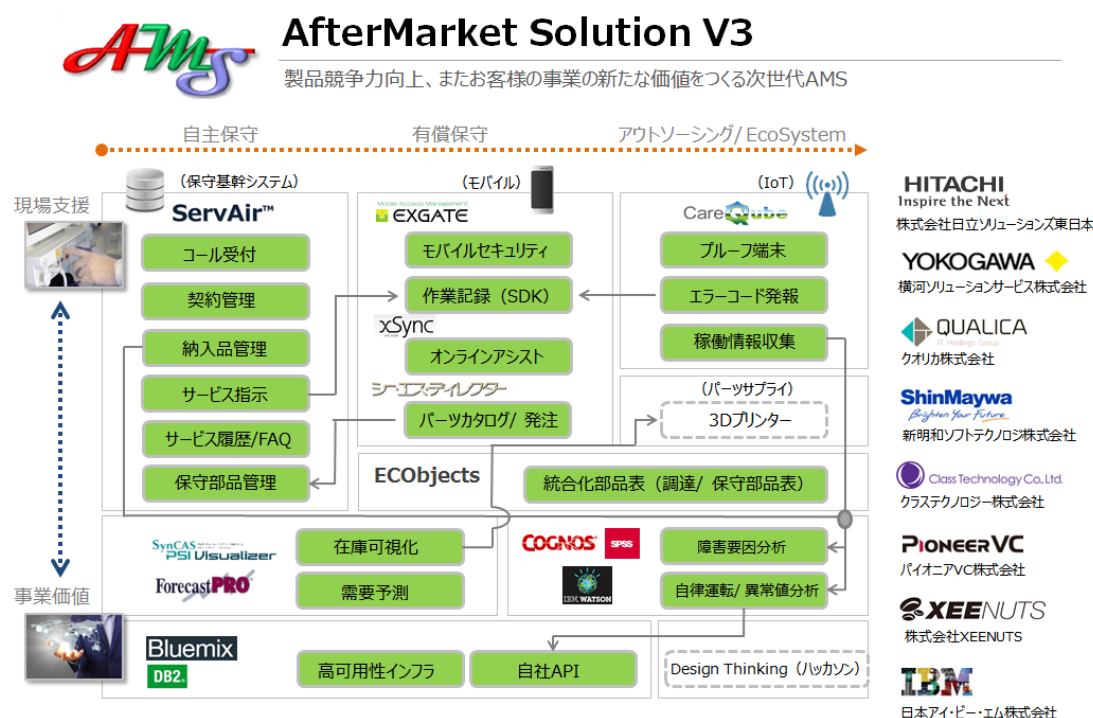 AMS
AfterMarket Solution V3
製品競争力向上、またお客様の事業の新たな価値をつくる次世代AMS
自主保守
有償保守
アウトソーシング/ EcoSystem
現場支援
事業価値
（保守基幹システム）
ServAir™
コール受付
契約管理
納入品管理
サービス指示
サービス履歴/FAQ
保守部品管理
（モバイル）
Mobile Access Management
EXGATE
モバイルセキュリティ
作業記録（SDK）
xSync
オンラインアシスト
シー・エス・ディレクター
パーツカタログ/ 発注
（IoT）
CareQube
プルーフ端末
エラーコード発報
稼働情報収集
（パーツサプライ）
3Dプリンター
ECObjects
統合化部品表（調達/ 保守部品表）
SynCAS
PSI Visualizer
ForecastPRO
在庫可視化
需要予測
COGNOS
SPSS
IBM WATSON
障害要因分析
自律運転/ 異常値分析
Bluemix
DB2.
高可用性インフラ
自社API
Design Thinking（ハッカソン）
HITACHI
Inspire the Next
株式会社日立ソリューションズ東日本
YOKOGAWA
横河ソリューションサービス株式会社
QUALICA
IT Holdings Group
クオリカ株式会社
ShinMaywa
Brighten Your Future
新明和ソフトテクノロジ株式会社
Class Technology Co., Ltd.
クラステクノロジー株式会社
PIONEER VC
パイオニアVC株式会社
XEENUTS
株式会社XEENUTS
IBM
日本アイ・ビー・エム株式会社